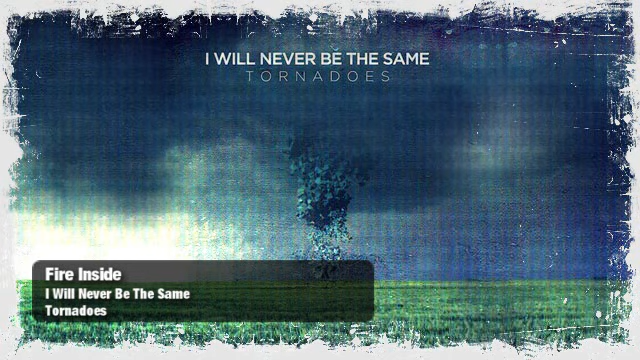 I WILL NEVER BE THE SAME
TORNADOES
Fire Inside
I Will Never Be The Same
Tornadoes